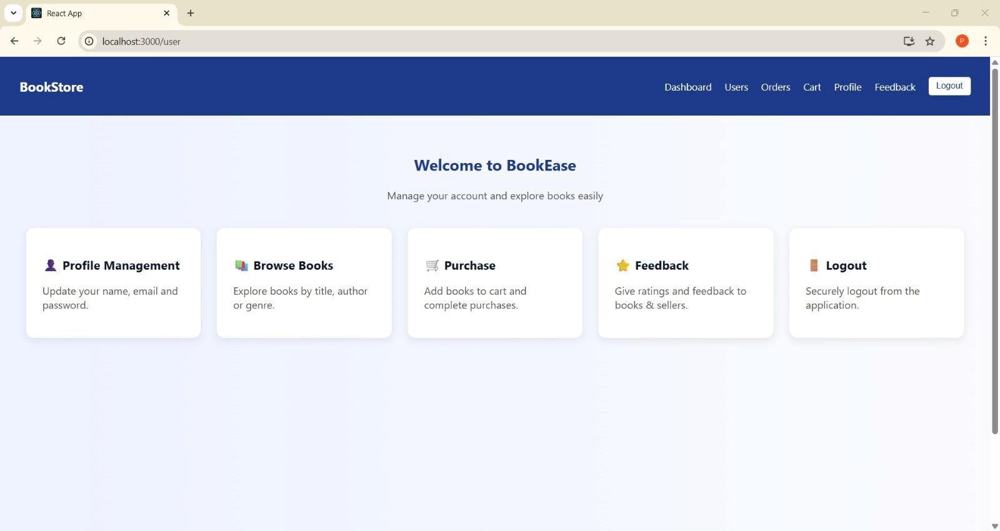 React App
localhost:3000/user
P
BookStore
Dashboard Users Orders Cart Profile Feedback Logout
Welcome to BookEase
Manage your account and explore books easily
Profile Management
Update your name, email and
password.
Browse Books
Explore books by title, author
or genre.
Purchase
Add books to cart and
complete purchases.
Feedback
Give ratings and feedback to
books & sellers.
Logout
Securely logout from the
application.